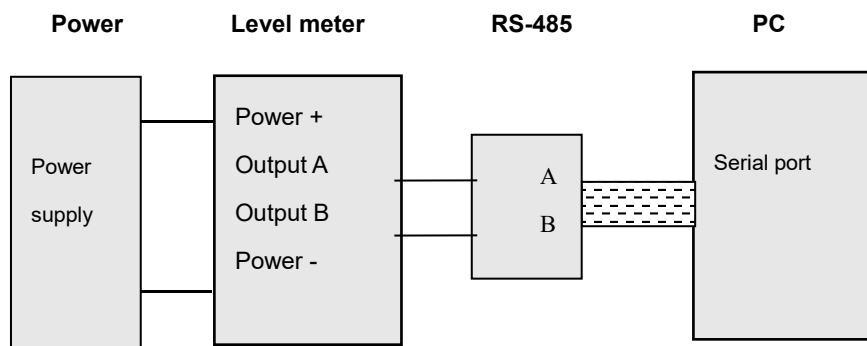 Power Level meter RS-485 PC
Power supply
Power +
Output A
Output B
Power -
A
B
Serial port